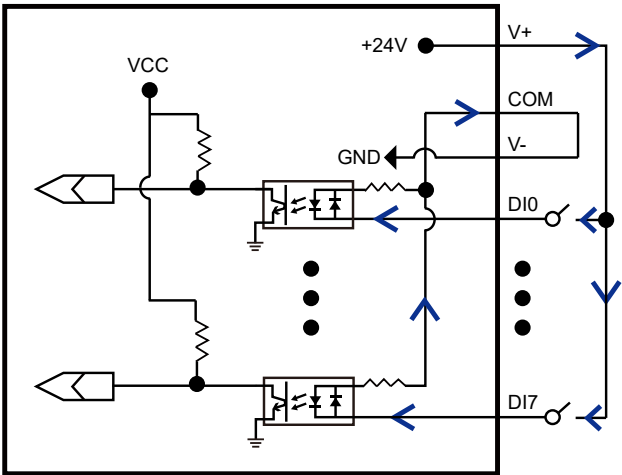 V+
+24V
VCC
COM
GND
V-
DI0
DI7